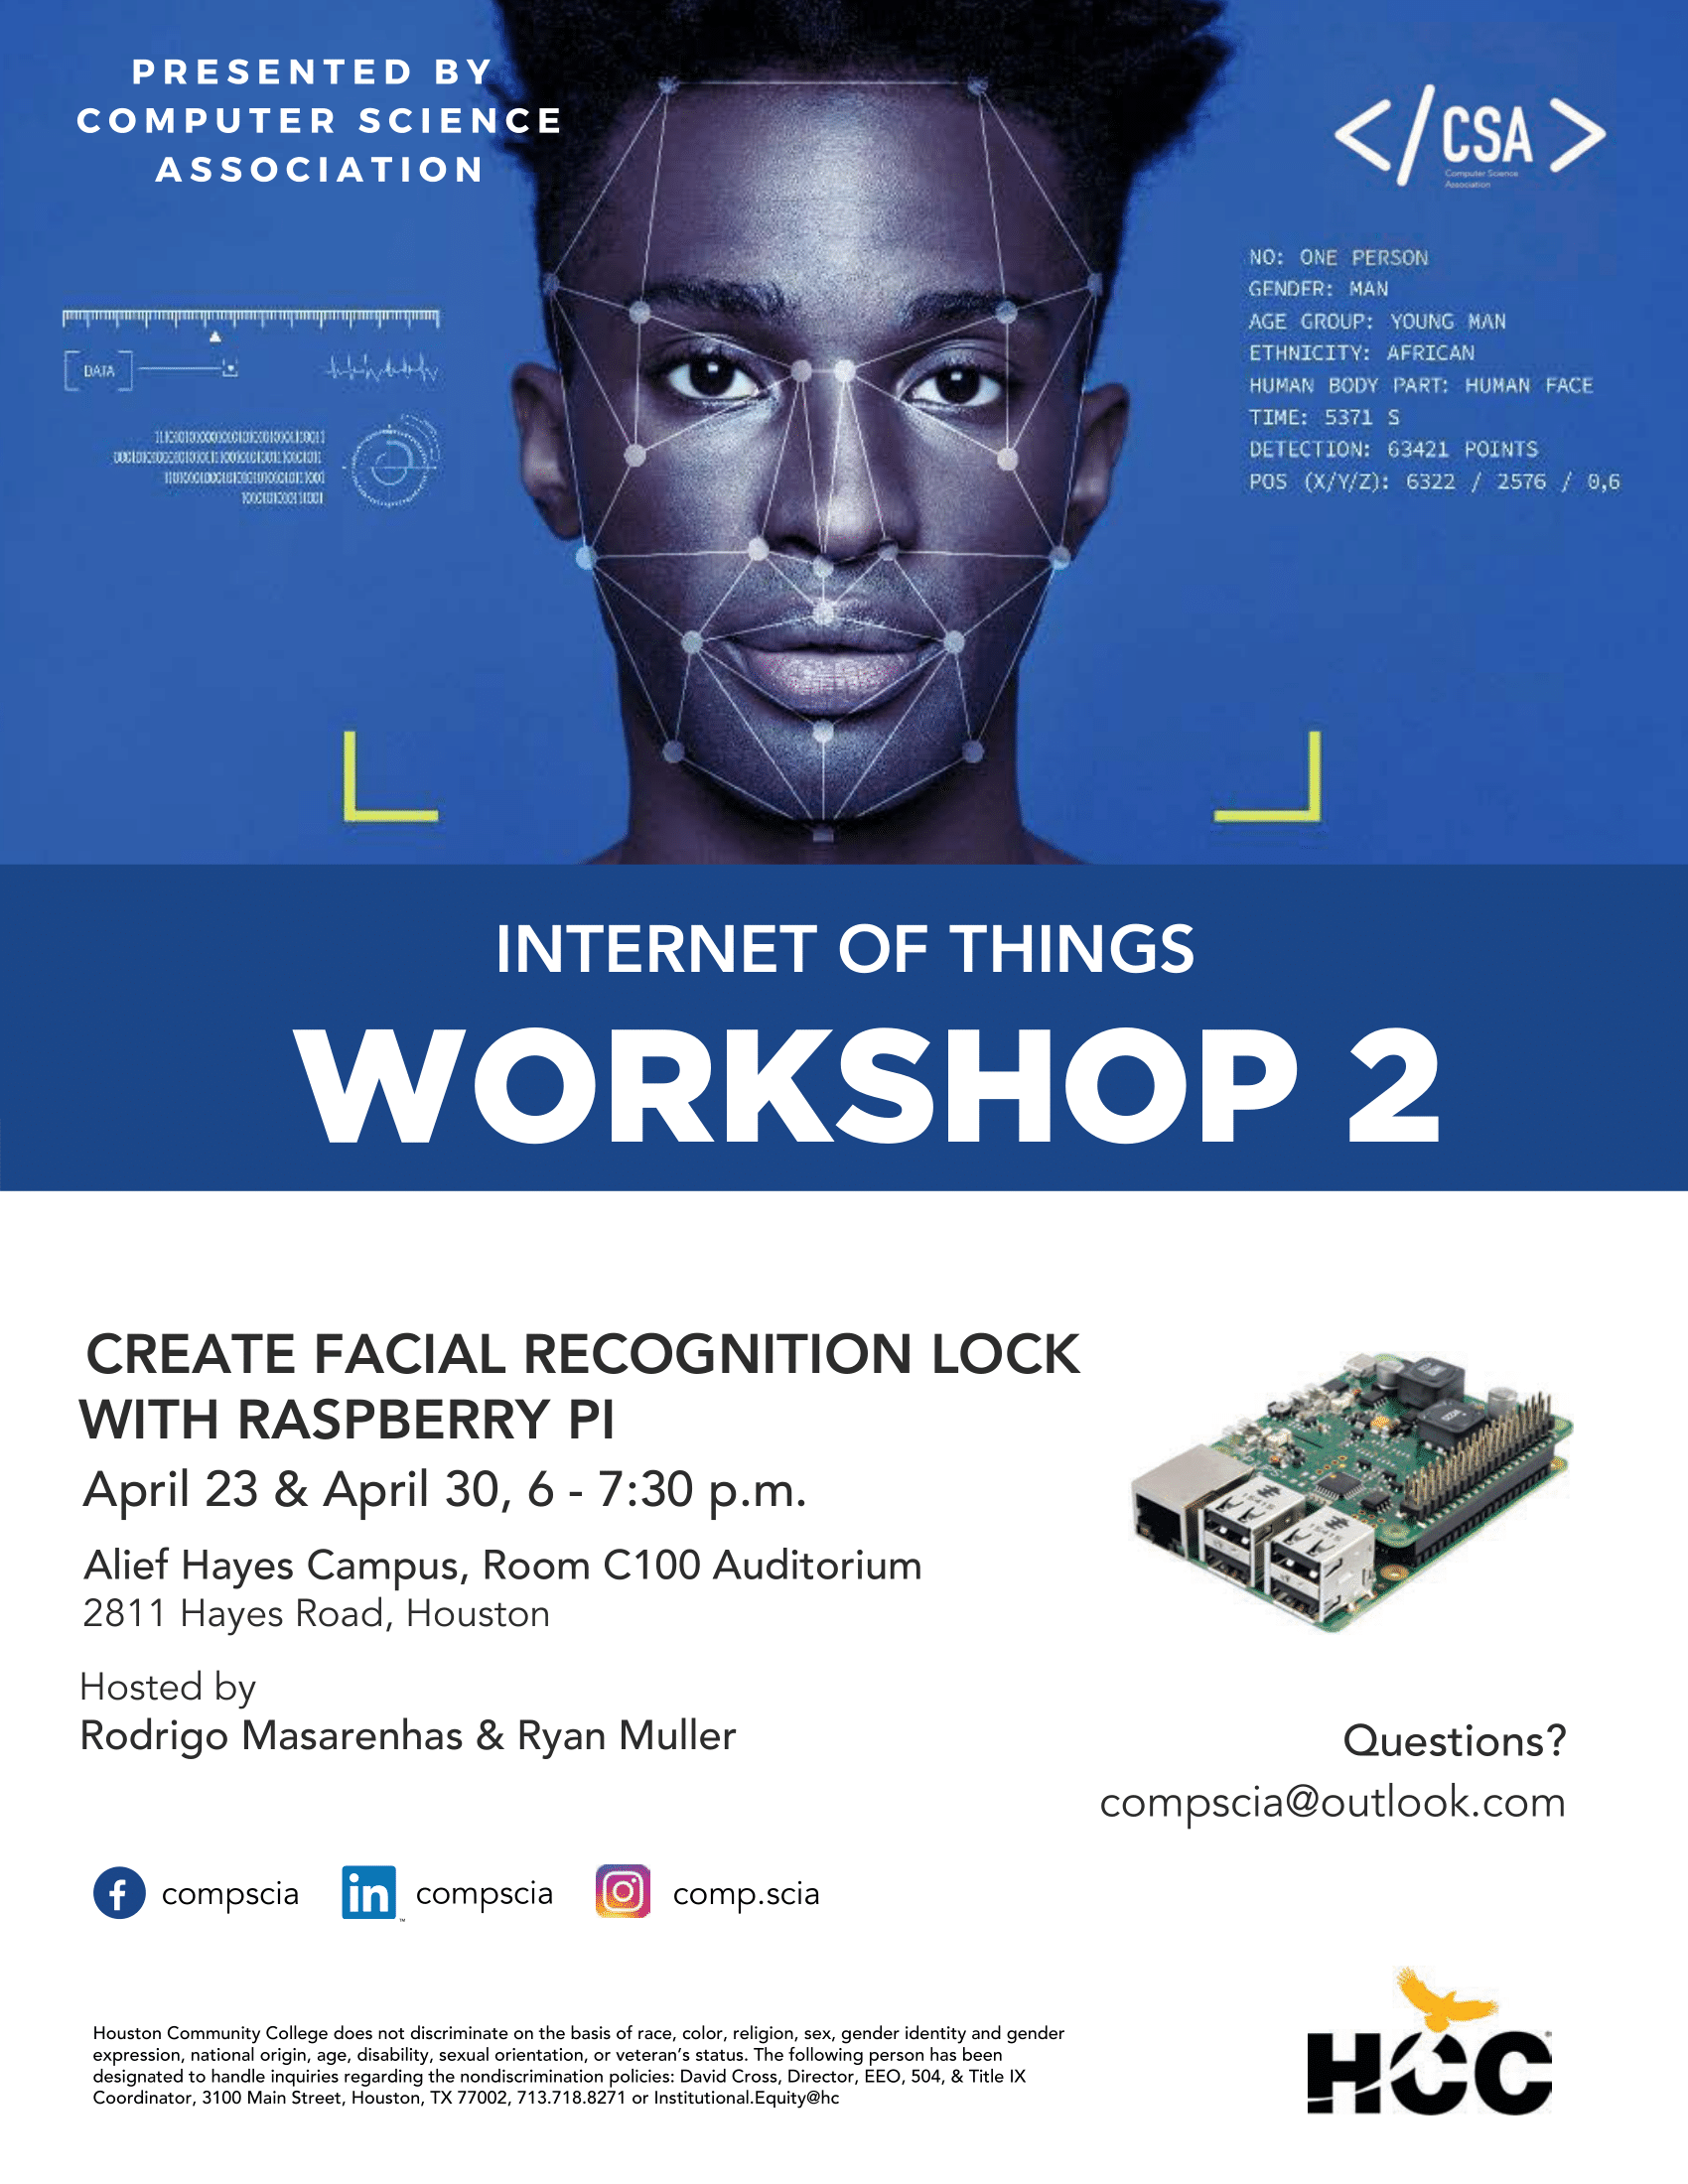 PRESENTED BY
COMPUTER SCIENCE
ASSOCIATION
</CSA>
Computer Science
Association
NO: ONE PERSON
GENDER: MAN
AGE GROUP: YOUNG MAN
ETHNICITY: AFRICAN
HUMAN BODY PART: HUMAN FACE
TIME: 5371 S
DETECTION: 63421 POINTS
POS (X/Y/Z): 6322 / 2576 / 0,6
[DATA]
INTERNET OF THINGS
WORKSHOP 2
CREATE FACIAL RECOGNITION LOCK
WITH RASPBERRY PI
April 23 & April 30, 6 - 7:30 p.m.
Alief Hayes Campus, Room C100 Auditorium
2811 Hayes Road, Houston
Hosted by
Rodrigo Masarenhas & Ryan Muller
Questions?
compscia@outlook.com
compscia in compscia comp.scia
Houston Community College does not discriminate on the basis of race, color, religion, sex, gender identity and gender
expression, national origin, age, disability, sexual orientation, or veteran's status. The following person has been
designated to handle inquiries regarding the nondiscrimination policies: David Cross, Director, EEO, 504, & Title IX
Coordinator, 3100 Main Street, Houston, TX 77002, 713.718.8271 or Institutional.Equity@hc
HCC